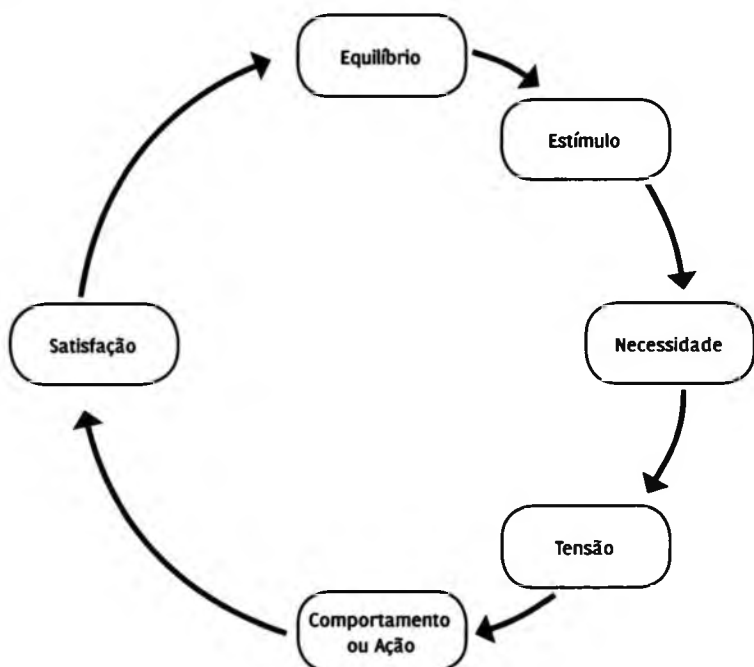 Equilíbrio
Estímulo
Necessidade
Tensão
Comportamento
ou Ação
Satisfação